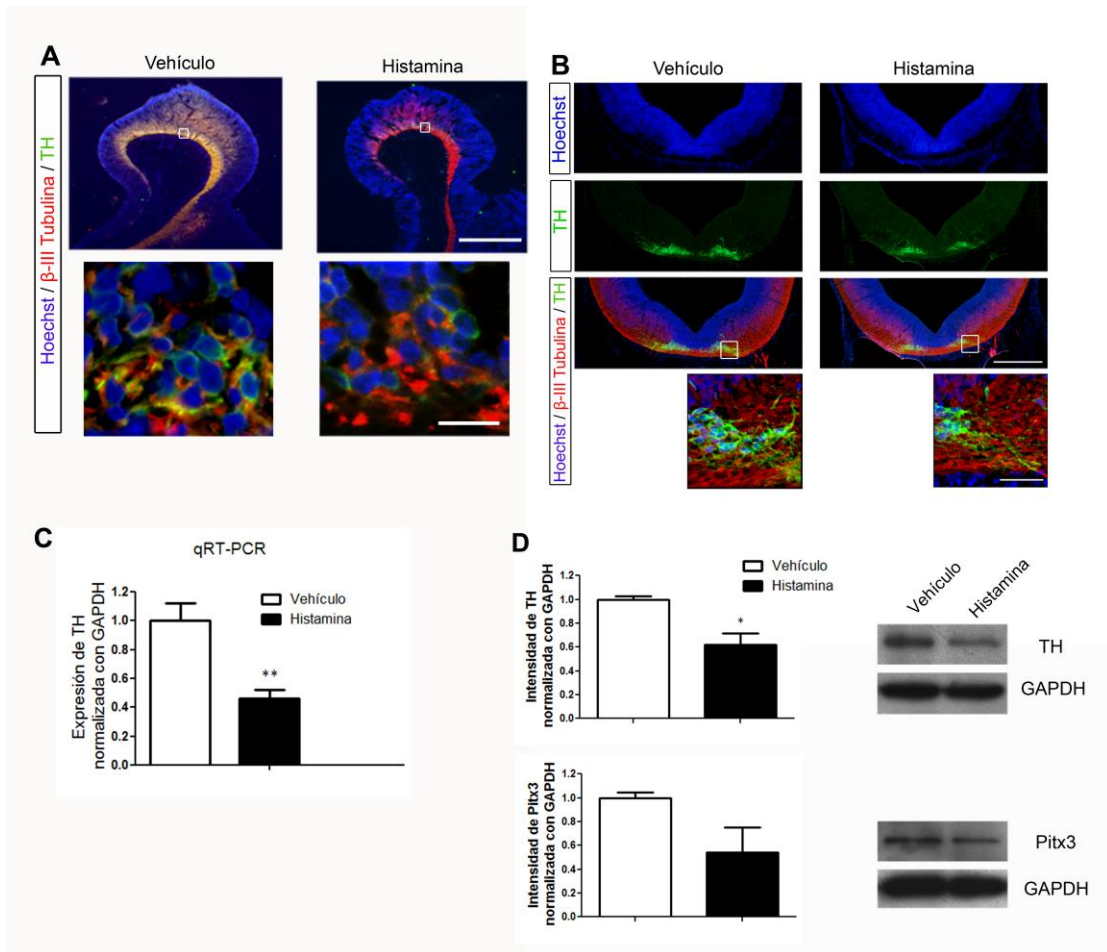 A
Vehículo
Histamina
Hoechst / β-III Tubulina / TH
B
Vehículo
Histamina
Hoechst
TH
Hoechst / β-III Tubulina / TH
C
qRT-PCR
Expresión de TH
normalizada con GAPDH
1.2
1.0
0.8
0.6
0.4
0.2
0.0
**
Vehículo
Histamina
D
Intensidad de TH
normalizada con GAPDH
1.2
1.0
0.8
0.6
0.4
0.2
0.0
*
Vehículo
Histamina
Vehículo
Histamina
TH
GAPDH
Intensidad de Pitx3
normalizada con GAPDH
1.2
1.0
0.8
0.6
0.4
0.2
0.0
Pitx3
GAPDH